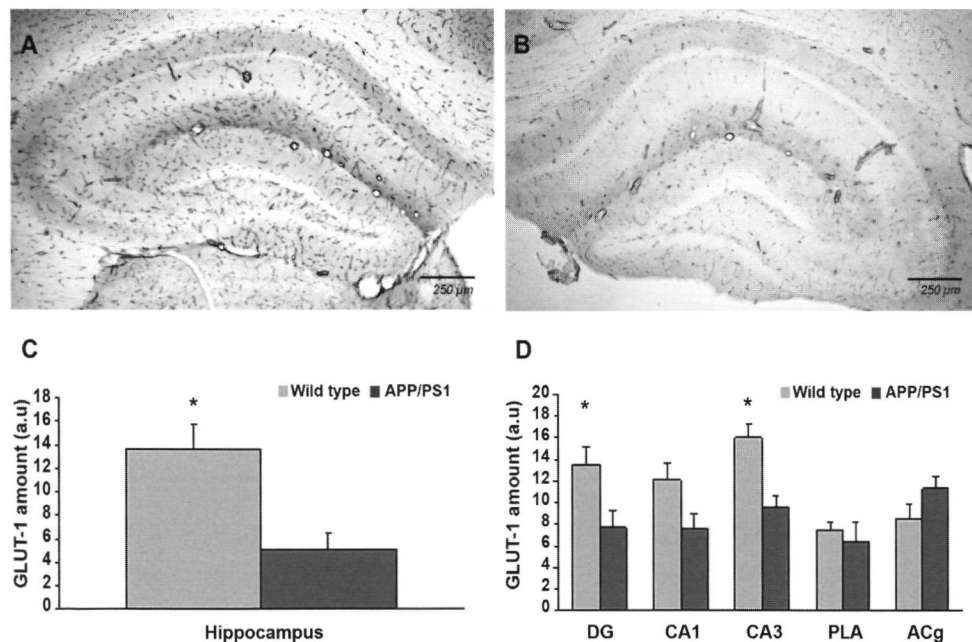 A
250 µm
B
250 µm
C
Wild type APP/PS1
GLUT-1 amount (a.u)
18
16
14
12
10
8
6
4
2
0
*
Hippocampus
D
Wild type APP/PS1
GLUT-1 amount (a.u)
20
18
16
14
12
10
8
6
4
2
0
*
*
DG CA1 CA3 PLA ACg